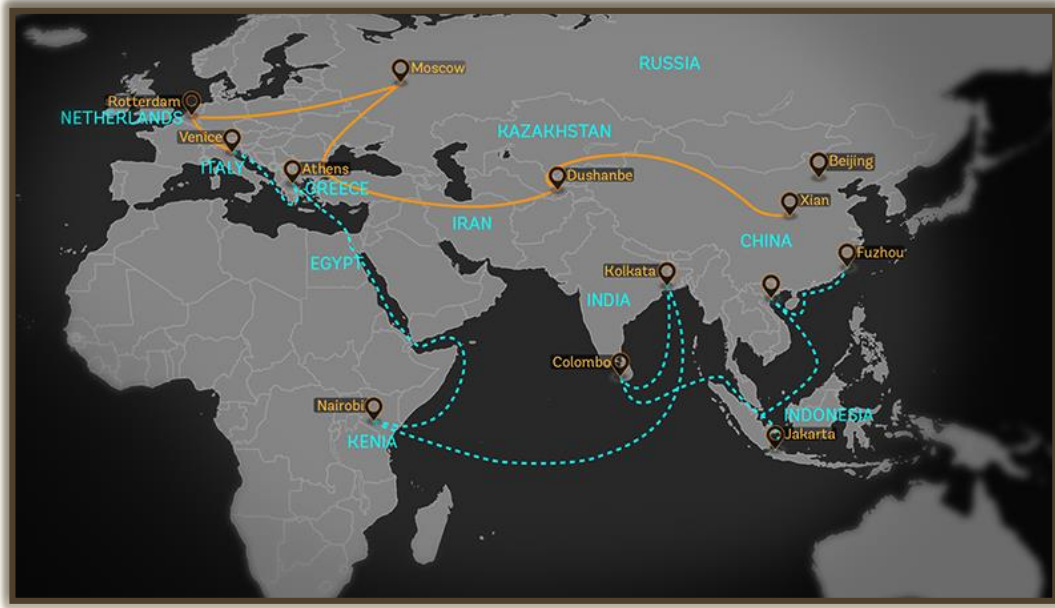 Moscow
RUSSIA
Rotterdam
NETHERLANDS
Venice
KAZAKHSTAN
ITALY
Athens
GREECE
Dushanbe
Beijing
Xian
IRAN
CHINA
EGYPT
Fuzhou
Kolkata
INDIA
Colombo
Nairobi
KENIA
INDONESIA
Jakarta